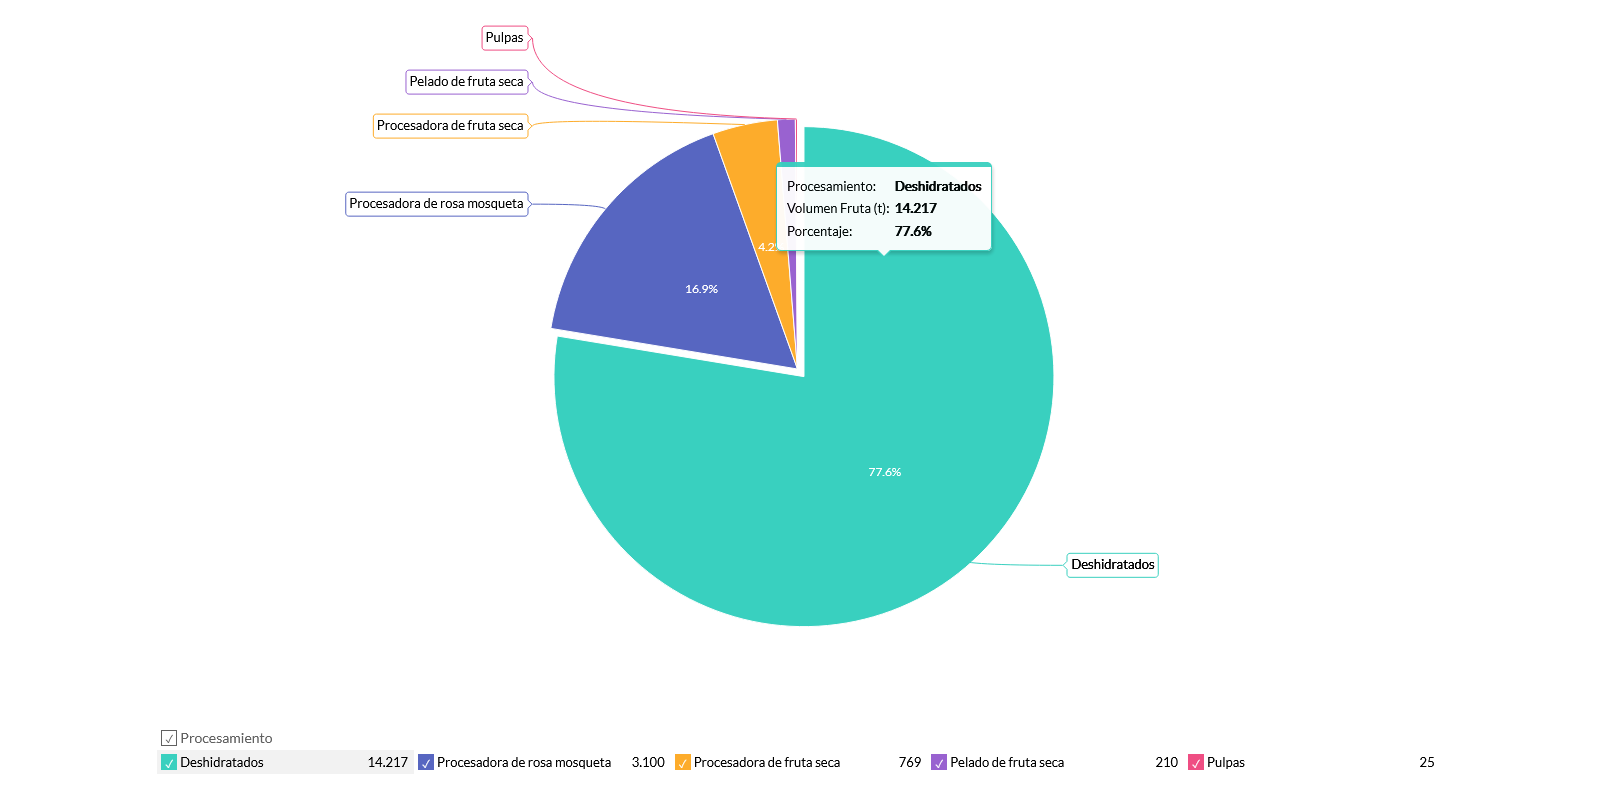 Pulpas
Pelado de fruta seca
Procesadora de fruta seca
Procesadora de rosa mosqueta
Procesamiento: Deshidratados
Volumen Fruta (t): 14.217
Porcentaje: 77.6%
16.9%
77.6%
Deshidratados
Procesamiento
Deshidratados 14.217 Procesadora de rosa mosqueta 3.100 Procesadora de fruta seca 769 Pelado de fruta seca 210 Pulpas 25